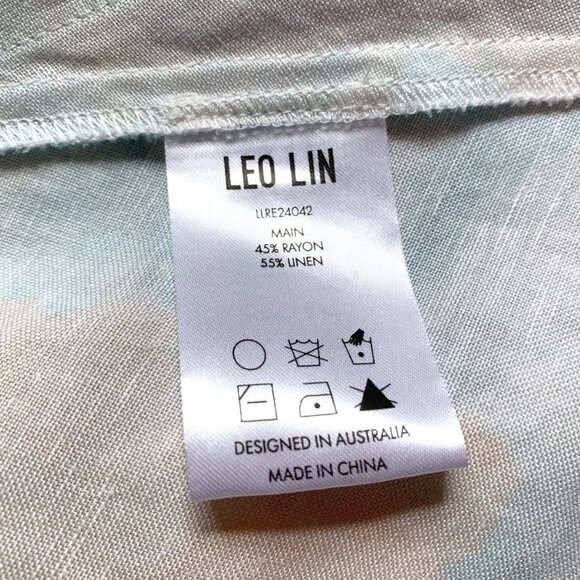 LEO LIN
LLRE24042
MAIN
45% RAYON
55% LINEN
DESIGNED IN AUSTRALIA
MADE IN CHINA